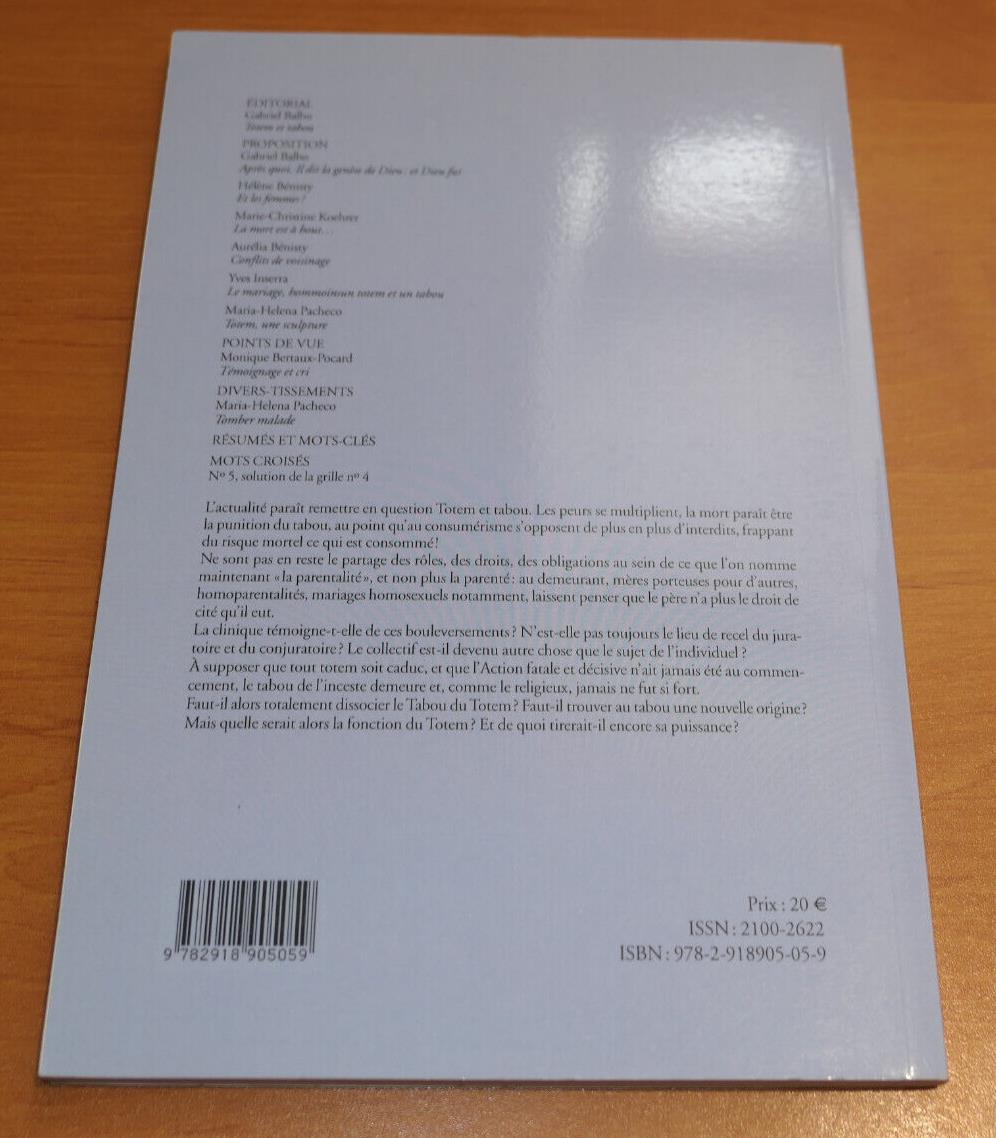 ÉDITORIAL
Gabriel Balbo
Totem et tabou
PROPOSITION
Gabriel Balbo
Après quoi, Il dit la genèse de Dieu, et Dieu fut
Hélène Bénisty
Et les femmes ?
Marie-Christine Koehrer
La mort est à bout…
Aurélia Bénisty
Conflits de voisinage
Yves Inserra
Le mariage, hommoinsun totem et un tabou
Maria-Helena Pacheco
Totem, une sculpture
POINTS DE VUE
Monique Bertaux-Pocard
Témoignage et cri
DIVERS-TISSEMENTS
Maria-Helena Pacheco
Tomber malade
RÉSUMÉS ET MOTS-CLÉS
MOTS CROISÉS
Nº 5, solution de la grille nº 4
L'actualité paraît remettre en question Totem et tabou. Les peurs se multiplient, la mort paraît être
la punition du tabou, au point qu'au consumérisme s'opposent de plus en plus d'interdits, frappant
du risque mortel ce qui est consommé!
Ne sont pas en reste le partage des rôles, des droits, des obligations au sein de ce que l'on nomme
maintenant «la parentalité», et non plus la parenté: au demeurant, mères porteuses pour d'autres,
homoparentalités, mariages homosexuels notamment, laissent penser que le père n'a plus le droit de
cité qu'il eut.
La clinique témoigne-t-elle de ces bouleversements? N'est-elle pas toujours le lieu de recel du jura-
toire et du conjuratoire? Le collectif est-il devenu autre chose que le sujet de l'individuel ?
À supposer que tout totem soit caduc, et que l'Action fatale et décisive n'ait jamais été au commen-
cement, le tabou de l'inceste demeure et, comme le religieux, jamais ne fut si fort.
Faut-il alors totalement dissocier le Tabou du Totem? Faut-il trouver au tabou une nouvelle origine?
Mais quelle serait alors la fonction du Totem? Et de quoi tirerait-il encore sa puissance?
Prix : 20 €
ISSN : 2100-2622
ISBN : 978-2-918905-05-9
9 782918 905059